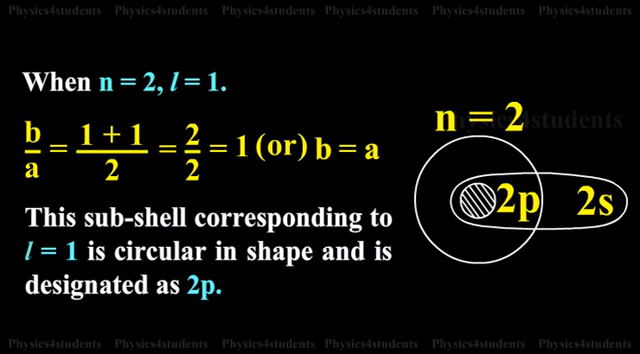 Physics4students Physics4students Physics4students Physics4students Physics4students Physics4students
When n = 2, l = 1.
b/a = 1 + 1/2 = 2/2 = 1 (or) b = a
This sub-shell corresponding to
l = 1 is circular in shape and is
designated as 2p.
n = 2
Physics4students
2p 2s
Physics4students Physics4students Physics4students Physics4students Physics4students Physics4students